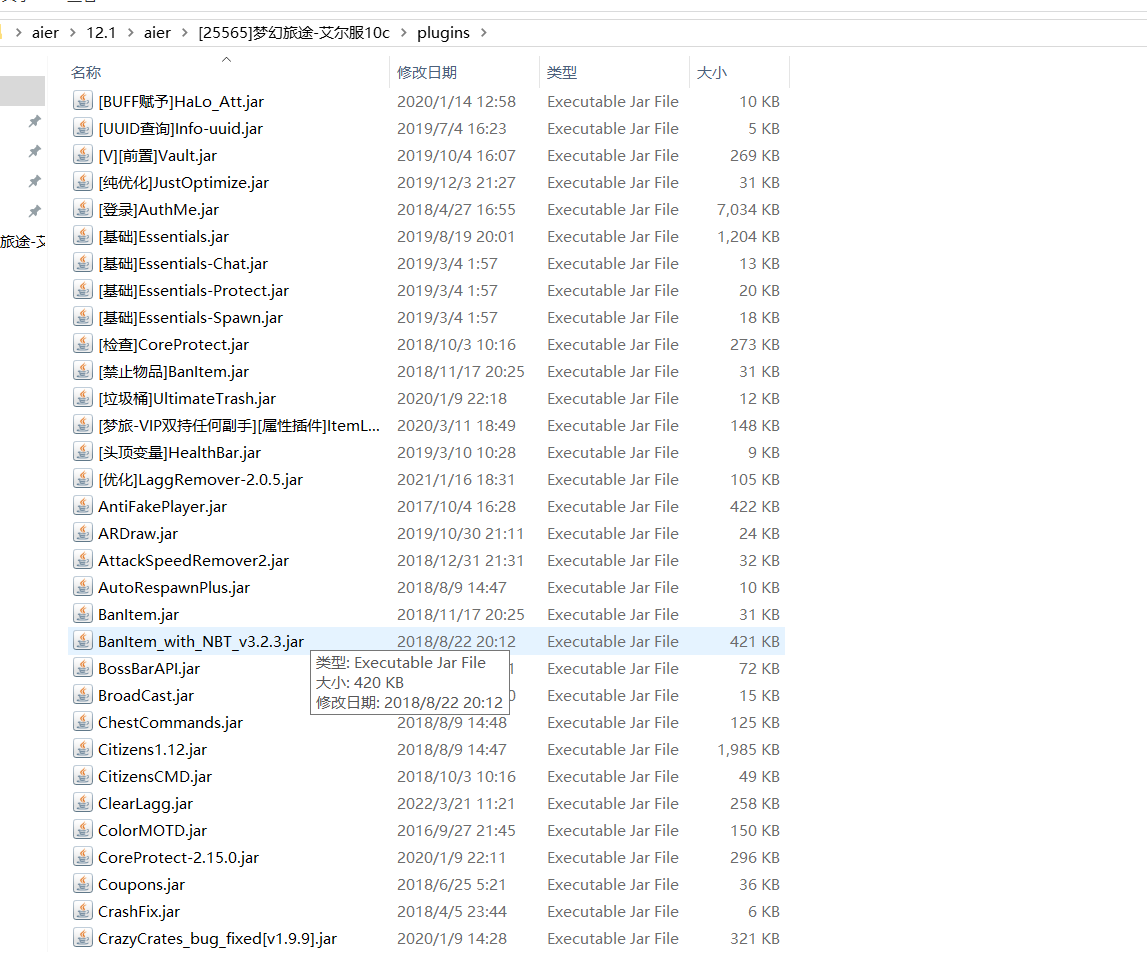 aier > 12.1 > aier > [25565]梦幻旅途-艾尔服10c > plugins >
名称 修改日期 类型 大小
[BUFF赋予]HaLo_Att.jar 2020/1/14 12:58 Executable Jar File 10 KB
[UUID查询]Info-uuid.jar 2019/7/4 16:23 Executable Jar File 5 KB
[V][前置]Vault.jar 2019/10/4 16:07 Executable Jar File 269 KB
[纯优化]JustOptimize.jar 2019/12/3 21:27 Executable Jar File 31 KB
[登录]AuthMe.jar 2018/4/27 16:55 Executable Jar File 7,034 KB
旅途-艾 [基础]Essentials.jar 2019/8/19 20:01 Executable Jar File 1,204 KB
[基础]Essentials-Chat.jar 2019/3/4 1:57 Executable Jar File 13 KB
[基础]Essentials-Protect.jar 2019/3/4 1:57 Executable Jar File 20 KB
[基础]Essentials-Spawn.jar 2019/3/4 1:57 Executable Jar File 18 KB
[检查]CoreProtect.jar 2018/10/3 10:16 Executable Jar File 273 KB
[禁止物品]BanItem.jar 2018/11/17 20:25 Executable Jar File 31 KB
[垃圾桶]UltimateTrash.jar 2020/1/9 22:18 Executable Jar File 12 KB
[梦旅-VIP双持任何副手][属性插件]ItemL... 2020/3/11 18:49 Executable Jar File 148 KB
[头顶变量]HealthBar.jar 2019/3/10 10:28 Executable Jar File 9 KB
[优化]LaggRemover-2.0.5.jar 2021/1/16 18:31 Executable Jar File 105 KB
AntiFakePlayer.jar 2017/10/4 16:28 Executable Jar File 422 KB
ARDraw.jar 2019/10/30 21:11 Executable Jar File 24 KB
AttackSpeedRemover2.jar 2018/12/31 21:31 Executable Jar File 32 KB
AutoRespawnPlus.jar 2018/8/9 14:47 Executable Jar File 10 KB
BanItem.jar 2018/11/17 20:25 Executable Jar File 31 KB
BanItem_with_NBT_v3.2.3.jar 2018/8/22 20:12 Executable Jar File 421 KB
类型: Executable Jar File
大小: 420 KB
修改日期: 2018/8/22 20:12
BossBarAPI.jar Executable Jar File 72 KB
BroadCast.jar Executable Jar File 15 KB
ChestCommands.jar 2018/8/9 14:48 Executable Jar File 125 KB
Citizens1.12.jar 2018/8/9 14:47 Executable Jar File 1,985 KB
CitizensCMD.jar 2018/10/3 10:16 Executable Jar File 49 KB
ClearLagg.jar 2022/3/21 11:21 Executable Jar File 258 KB
ColorMOTD.jar 2016/9/27 21:45 Executable Jar File 150 KB
CoreProtect-2.15.0.jar 2020/1/9 22:11 Executable Jar File 296 KB
Coupons.jar 2018/6/25 5:21 Executable Jar File 36 KB
CrashFix.jar 2018/4/5 23:44 Executable Jar File 6 KB
CrazyCrates_bug_fixed[v1.9.9].jar 2020/1/9 14:28 Executable Jar File 321 KB